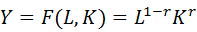 Y = F(L, K) = L^{1−r}K^{r}